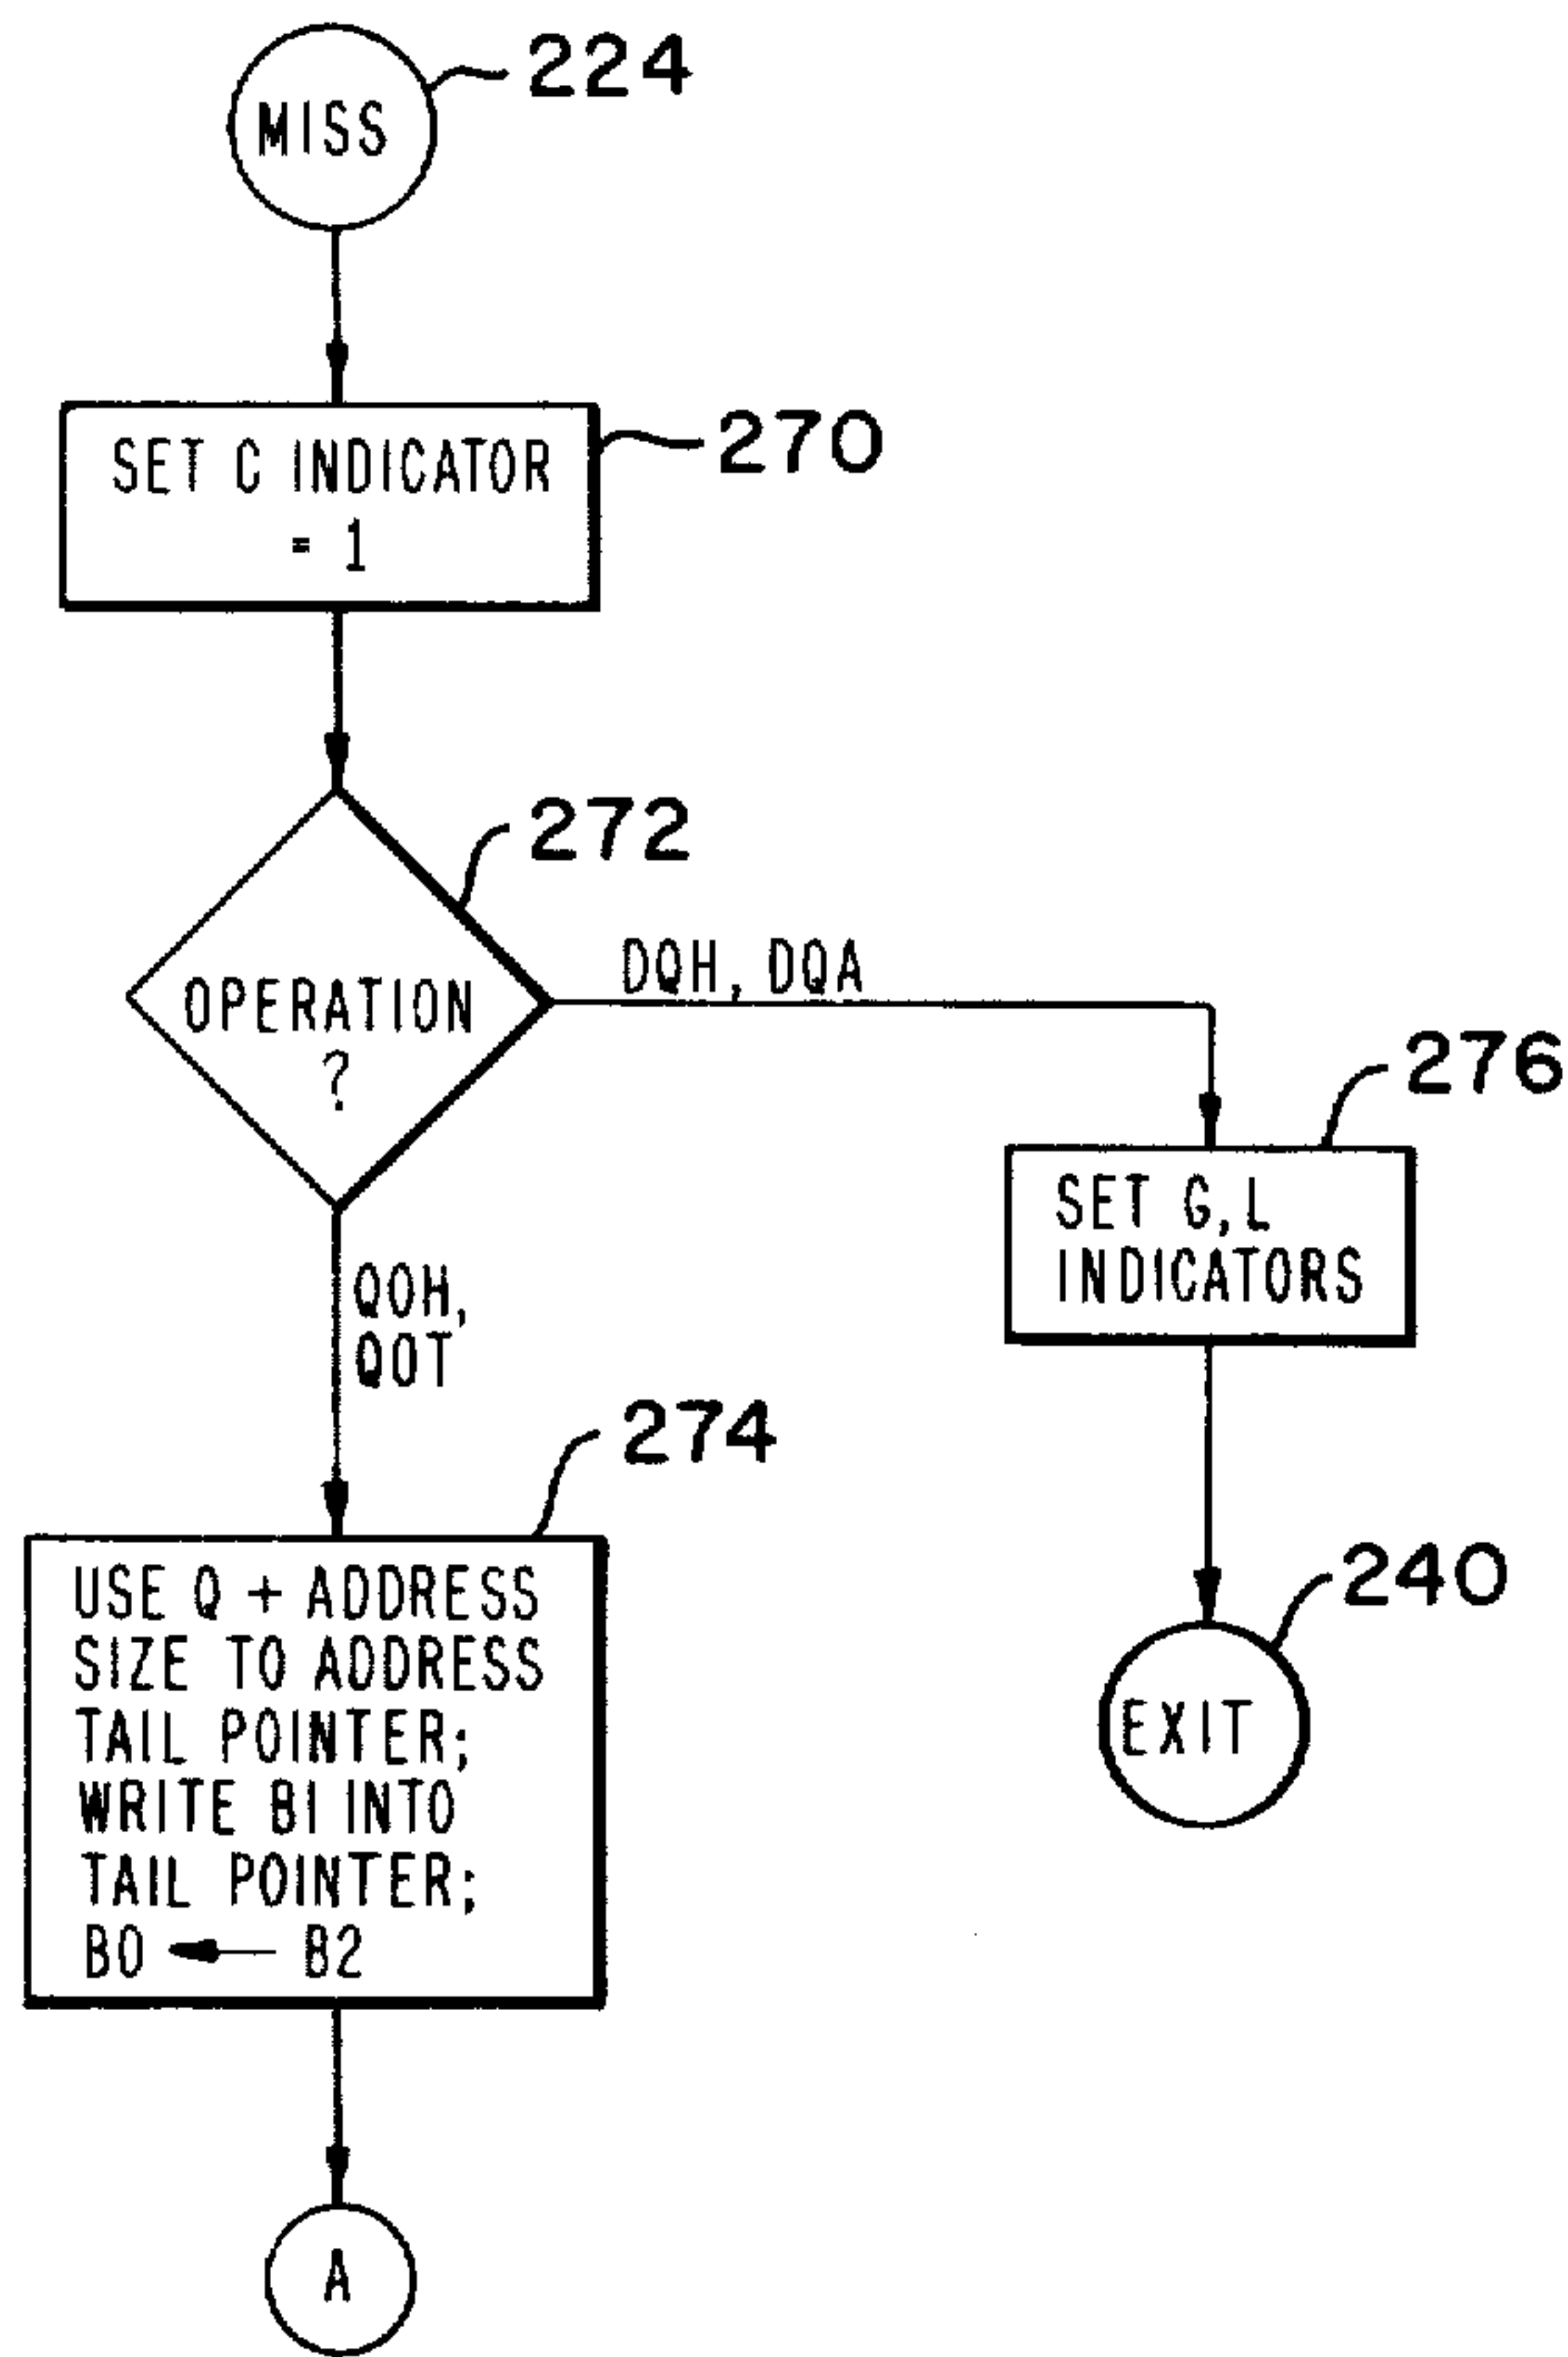 MISS
224
SET C INDICATOR
= 1
270
272
OPERATION
?
DQH, DQA
276
SET G, L
INDICATORS
QOH,
QOT
274
USE Q + ADDRESS
SIZE TO ADDRESS
TAIL POINTER;
WRITE B1 INTO
TAIL POINTER;
B0 ← B2
240
EXIT
A